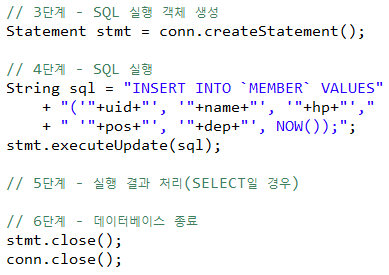 // 3단계 - SQL 실행 객체 생성
Statement stmt = conn.createStatement();
// 4단계 - SQL 실행
String sql = "INSERT INTO `MEMBER` VALUES"
+ "('"+uid+"', '"+name+"', '"+hp+"',"
+ " '"+pos+"', '"+dep+"', NOW());";
stmt.executeUpdate(sql);
// 5단계 - 실행 결과 처리(SELECT일 경우)
// 6단계 - 데이터베이스 종료
stmt.close();
conn.close();